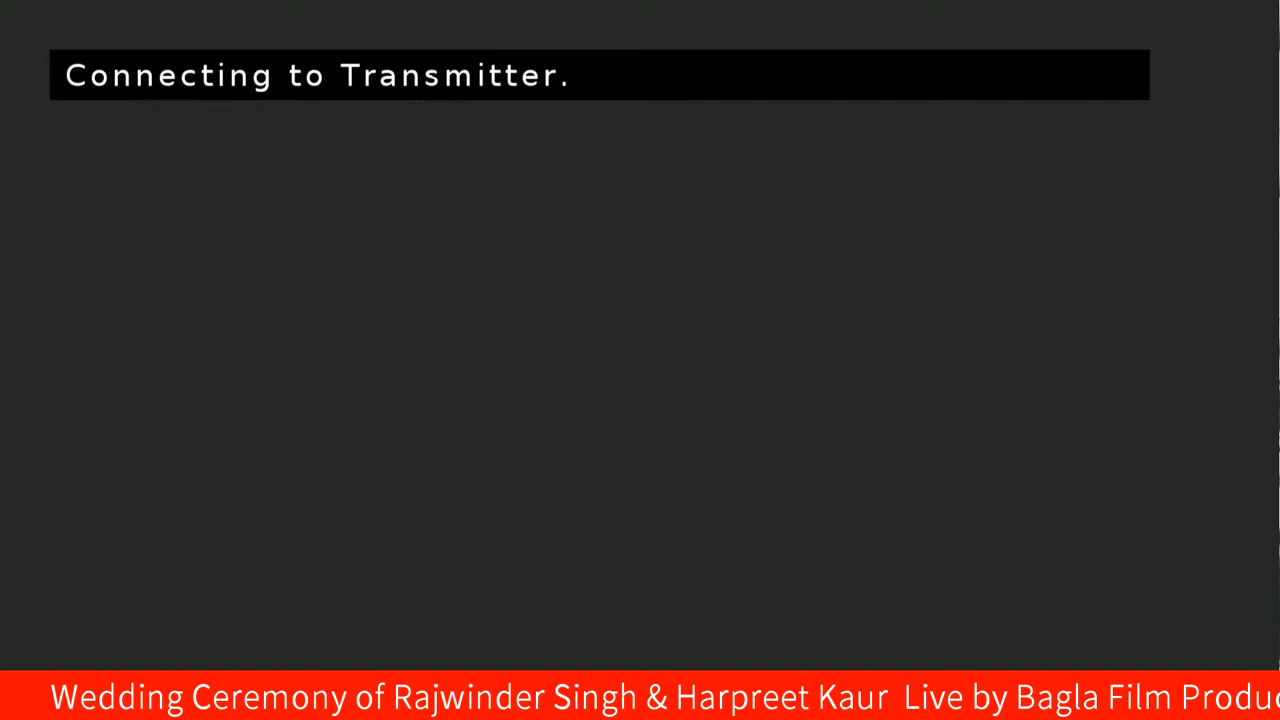 Connecting to Transmitter.
Wedding Ceremony of Rajwinder Singh & Harpreet Kaur Live by Bagla Film